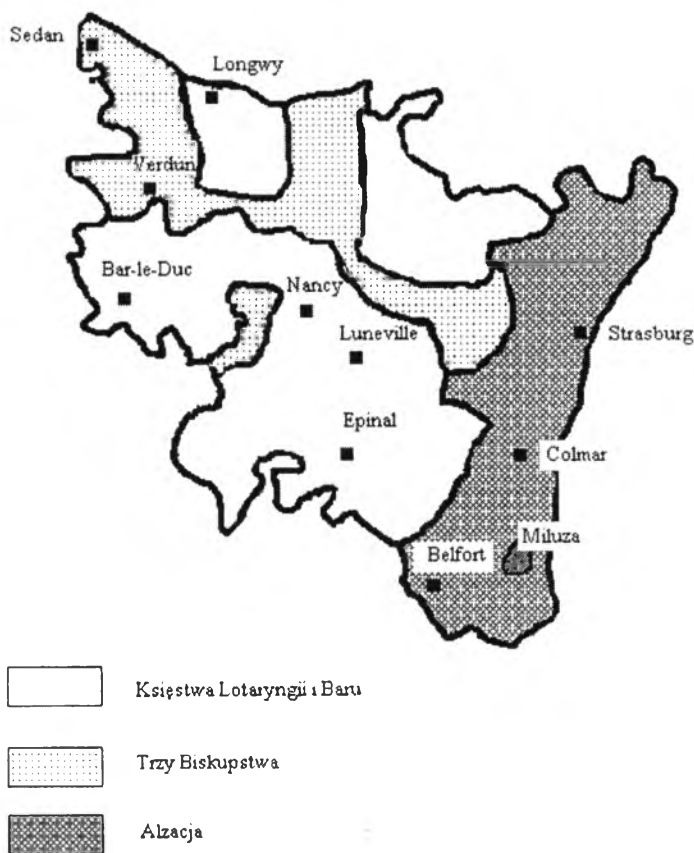 Sedan
Longwy
Verdun
Bar-le-Duc
Nancy
Luneville
Strasburg
Epinal
Colmar
Miluza
Belfort
Księstwa Lotaryngii i Baru
Trzy Biskupstwa
Alzacja